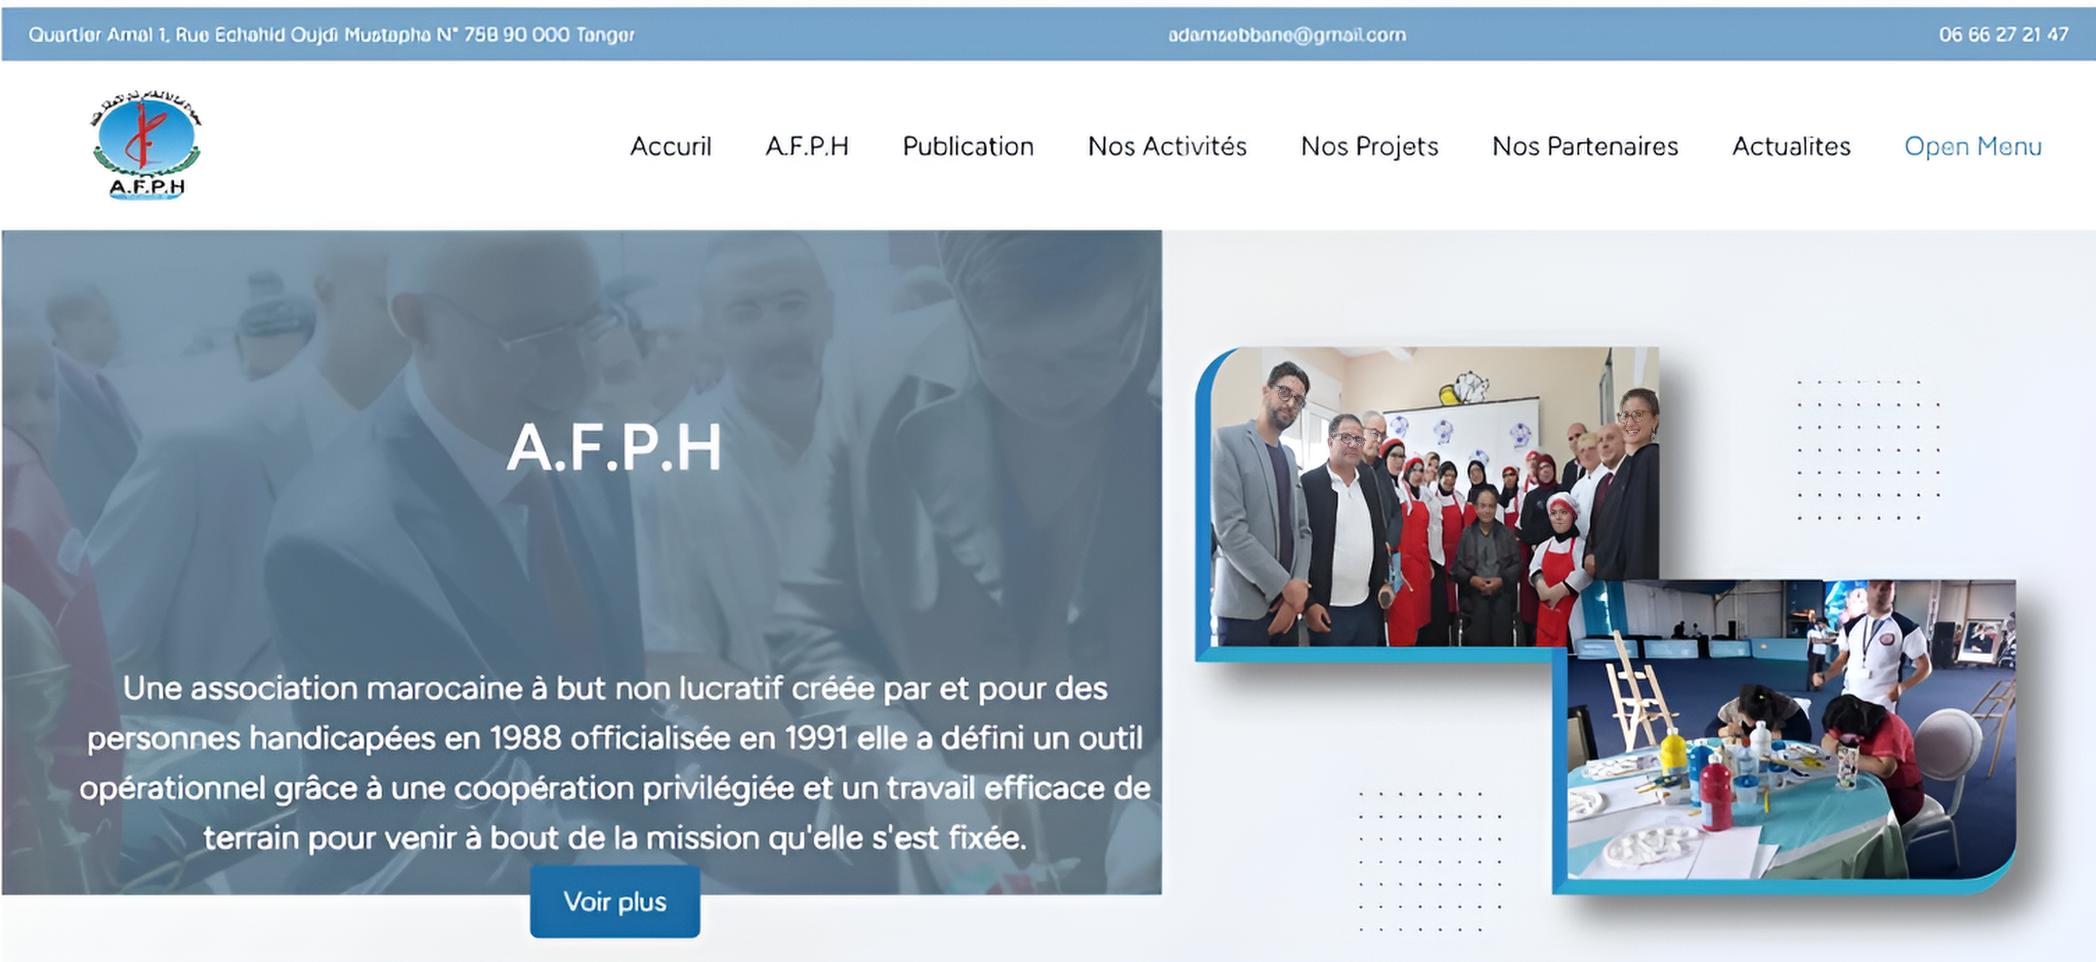 Quartier Amal 1, Rue Echahid Oujdi Mustapha N° 75B 90 000 Tanger
adamsebbane@gmail.com
06 66 27 21 47
A.F.P.H
Accuril
A.F.P.H
Publication
Nos Activités
Nos Projets
Nos Partenaires
Actualites
Open Menu
A.F.P.H
Une association marocaine à but non lucratif créée par et pour des
personnes handicapées en 1988 officialisée en 1991 elle a défini un outil
opérationnel grâce à une coopération privilégiée et un travail efficace de
terrain pour venir à bout de la mission qu'elle s'est fixée.
Voir plus